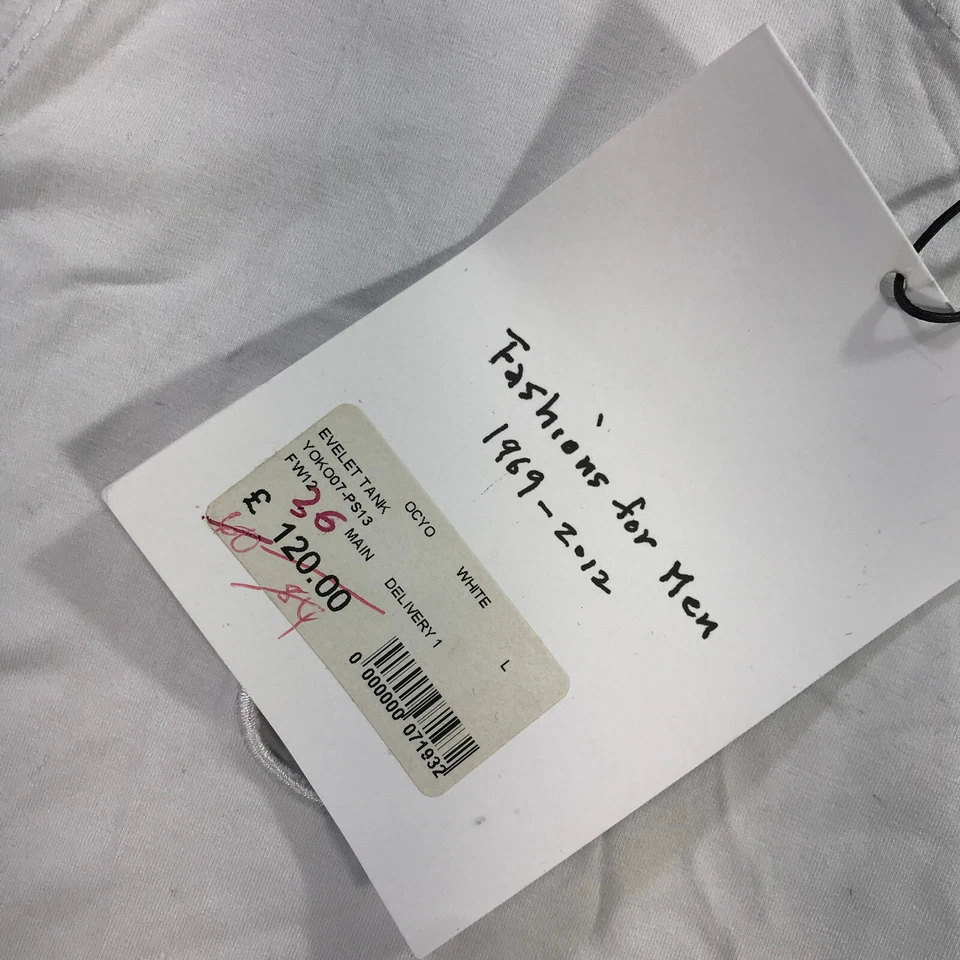 Fashions for Men
1969-2012
EVELET TANK OCYO WHITE L
YOKO07-PS13
FW12 MAIN DELIVERY 1
36
£ 120.00
84
0 000000 071932